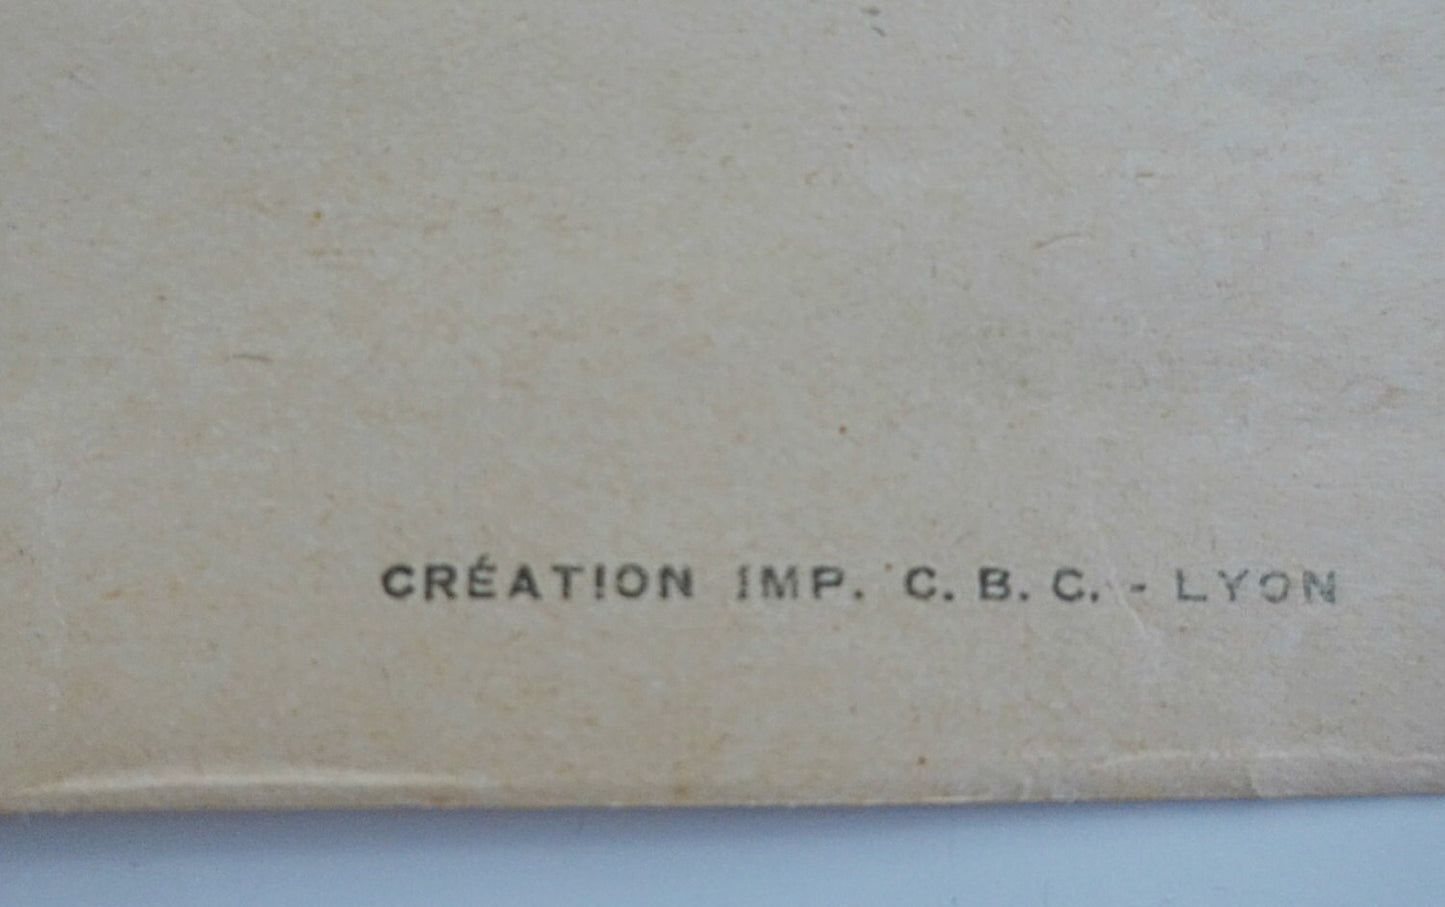 CRÉATION IMP. C. B. C. - LYON